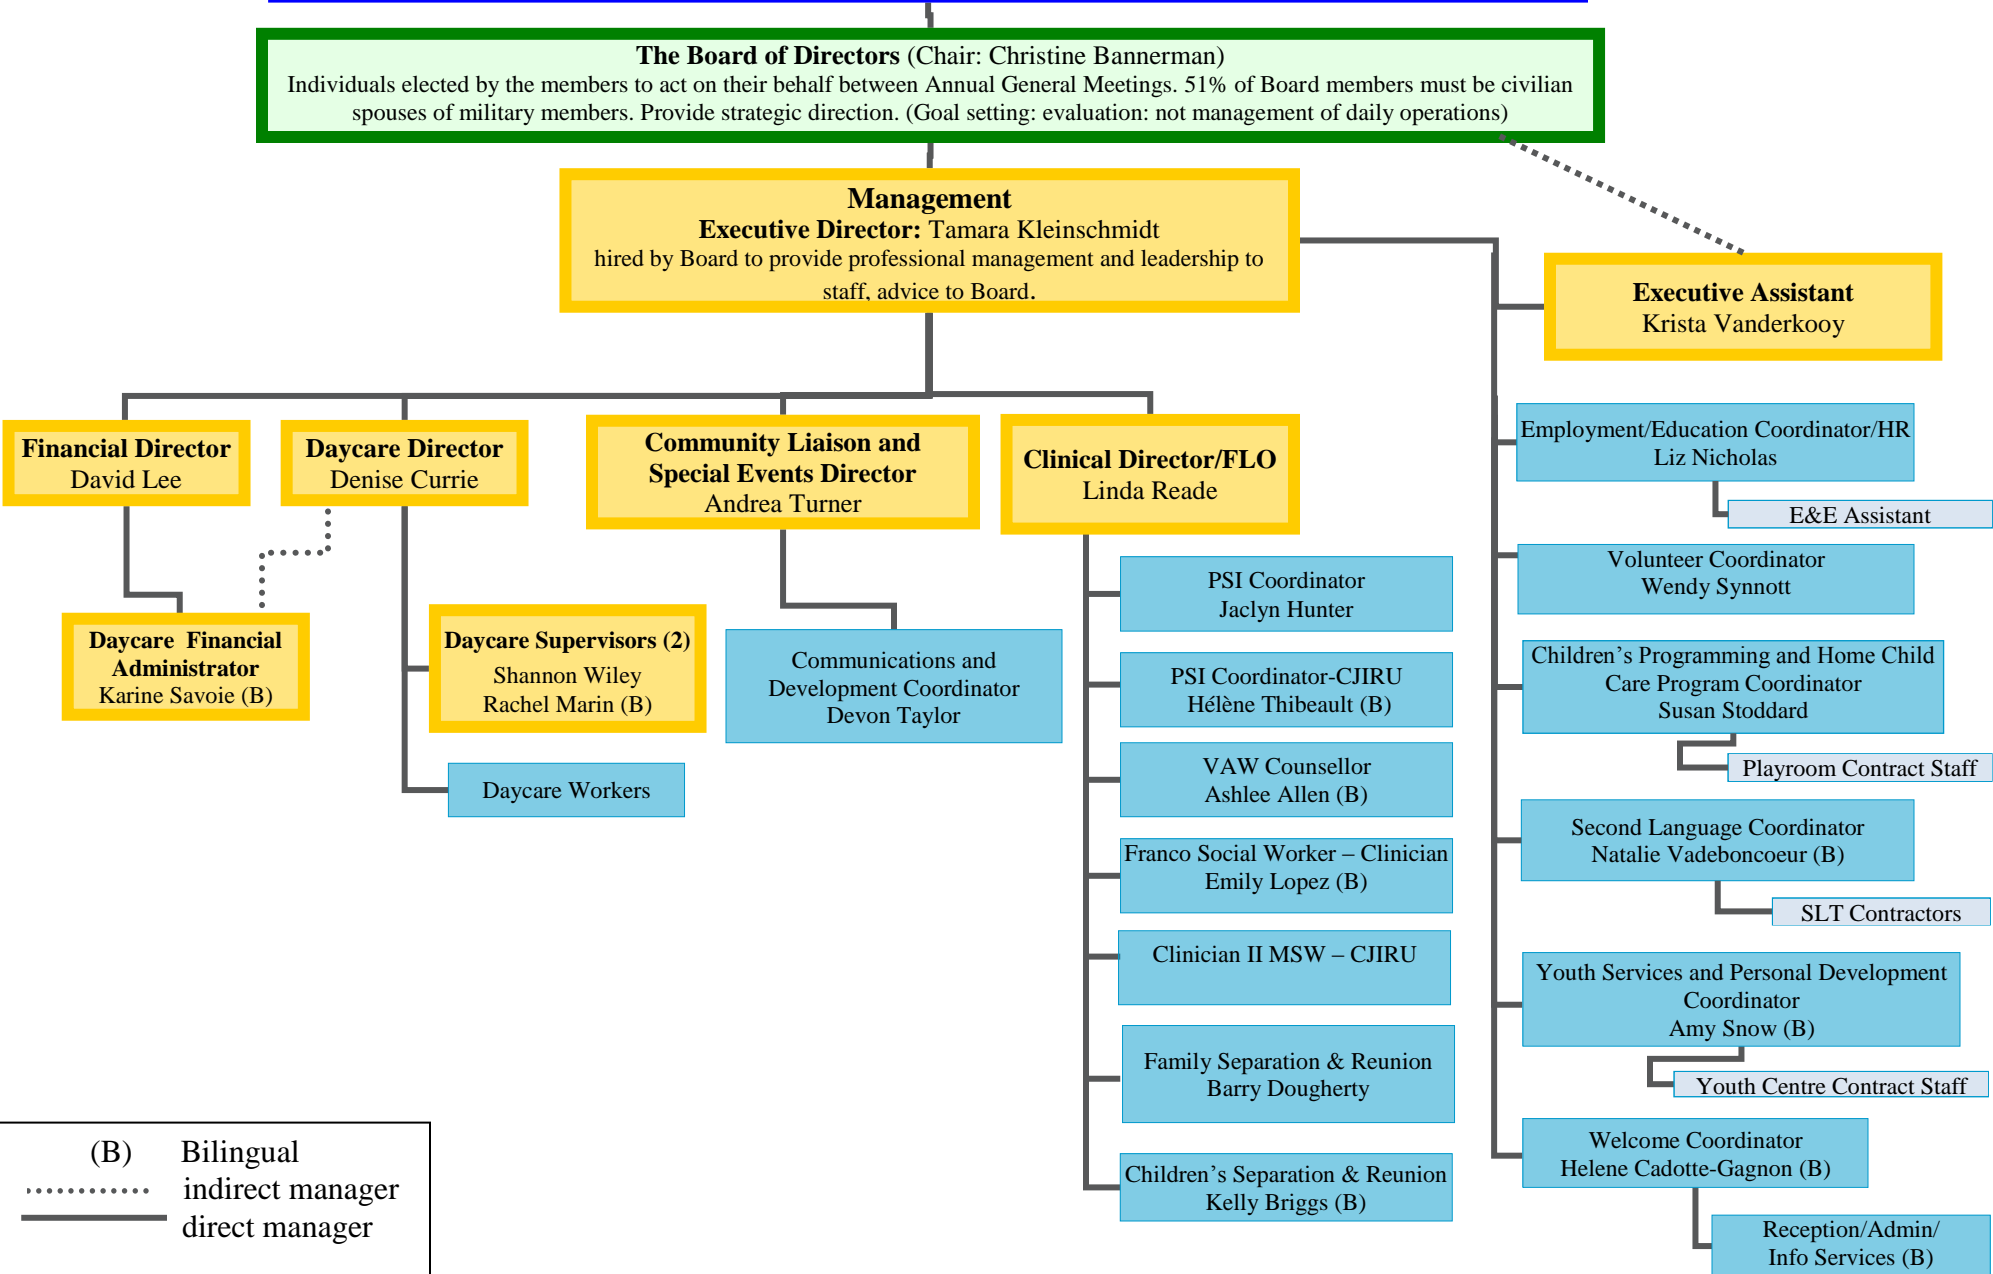 The Board of Directors (Chair: Christine Bannerman)
Individuals elected by the members to act on their behalf between Annual General Meetings. 51% of Board members must be civilian
spouses of military members. Provide strategic direction. (Goal setting: evaluation: not management of daily operations)
Management
Executive Director: Tamara Kleinschmidt
hired by Board to provide professional management and leadership to
staff, advice to Board.
Executive Assistant
Krista Vanderkooy
Financial Director
David Lee
Daycare Director
Denise Currie
Community Liaison and
Special Events Director
Andrea Turner
Clinical Director/FLO
Linda Reade
Daycare Financial
Administrator
Karine Savoie (B)
Daycare Supervisors (2)
Shannon Wiley
Rachel Marin (B)
Daycare Workers
Communications and
Development Coordinator
Devon Taylor
PSI Coordinator
Jaclyn Hunter
PSI Coordinator-CJIRU
Hélène Thibeault (B)
VAW Counsellor
Ashlee Allen (B)
Franco Social Worker – Clinician
Emily Lopez (B)
Clinician II MSW – CJIRU
Family Separation & Reunion
Barry Dougherty
Children’s Separation & Reunion
Kelly Briggs (B)
Employment/Education Coordinator/HR
Liz Nicholas
E&E Assistant
Volunteer Coordinator
Wendy Synnott
Children’s Programming and Home Child
Care Program Coordinator
Susan Stoddard
Playroom Contract Staff
Second Language Coordinator
Natalie Vadeboncoeur (B)
SLT Contractors
Youth Services and Personal Development
Coordinator
Amy Snow (B)
Youth Centre Contract Staff
Welcome Coordinator
Helene Cadotte-Gagnon (B)
Reception/Admin/
Info Services (B)
(B) Bilingual
indirect manager
direct manager